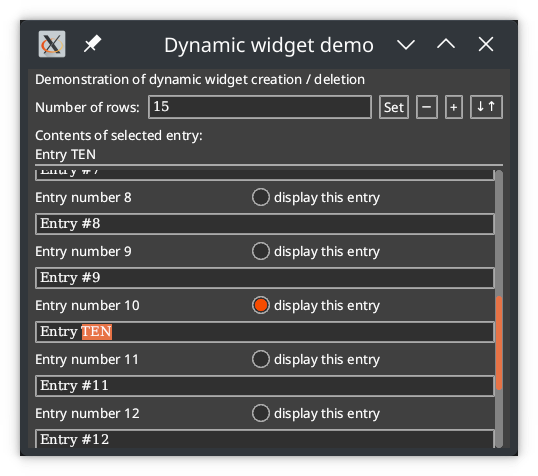 Dynamic widget demo
Demonstration of dynamic widget creation / deletion
Number of rows: 15 Set − + ↓↑
Contents of selected entry:
Entry TEN
Entry #7
Entry number 8 display this entry
Entry #8
Entry number 9 display this entry
Entry #9
Entry number 10 display this entry
Entry TEN
Entry number 11 display this entry
Entry #11
Entry number 12 display this entry
Entry #12